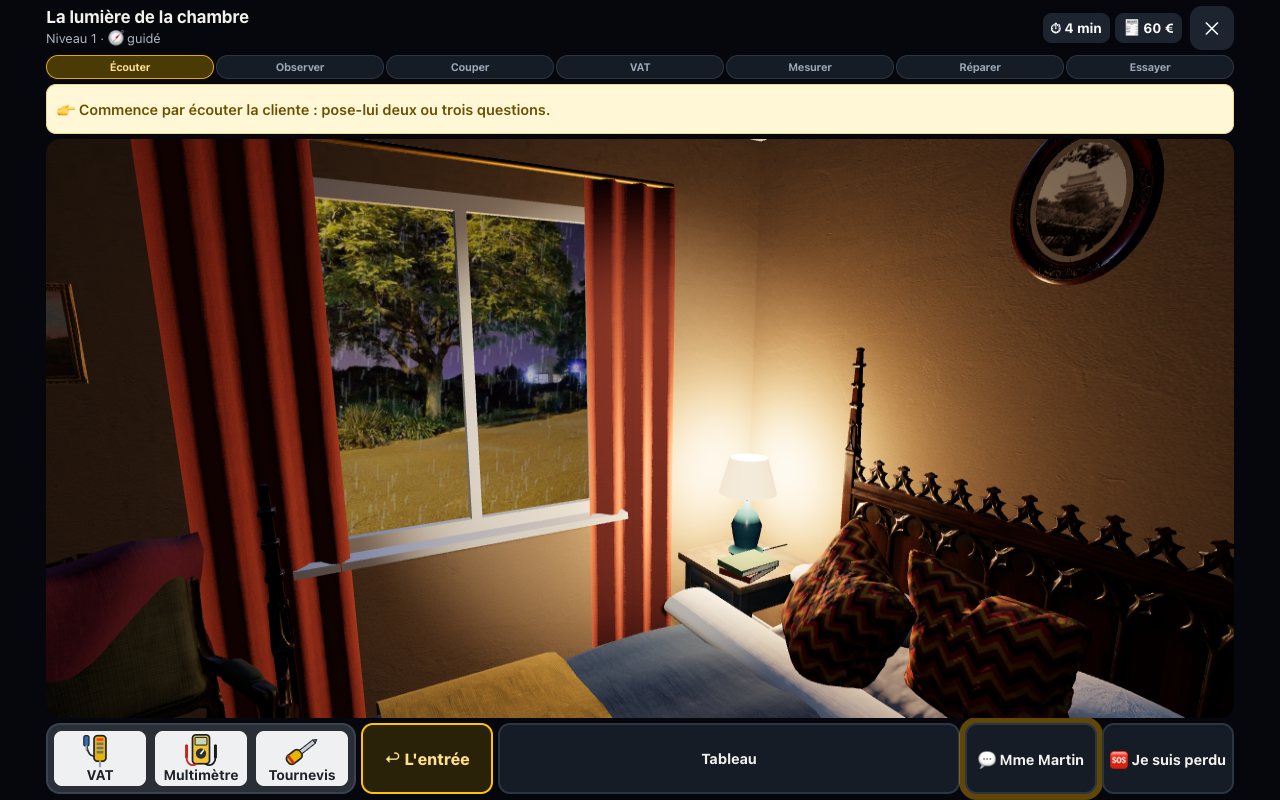 La lumière de la chambre
Niveau 1 · 🧭 guidé
⏱ 4 min
🧾 60 €
✕
Écouter
Observer
Couper
VAT
Mesurer
Réparer
Essayer
👉 Commence par écouter la cliente : pose-lui deux ou trois questions.
VAT
Multimètre
Tournevis
↩ L'entrée
Tableau
💬 Mme Martin
🆘 Je suis perdu